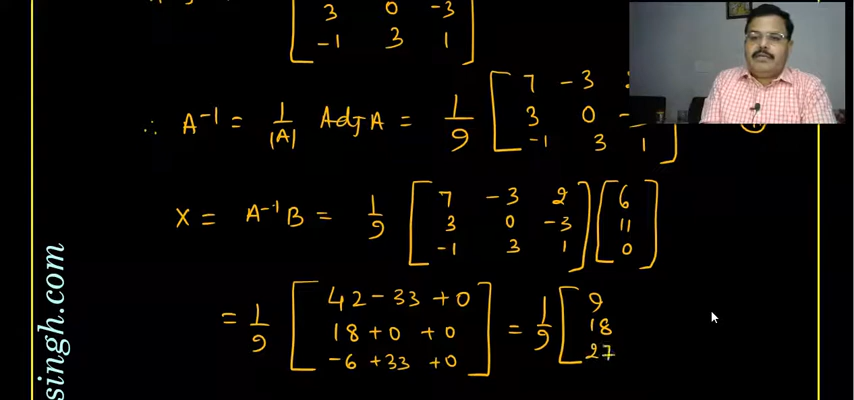 3 0 -3
-1 3 1
∴ A⁻¹ = 1/|A| Adj A = 1/9 [ 7 -3
3 0 -
-1 3 1 ]
X = A⁻¹B = 1/9 [ 7 -3 2 ] [ 6 ]
3 0 -3 11
-1 3 1 0
= 1/9 [ 42 - 33 + 0 ] = 1/9 [ 9
18 + 0 + 0 18
-6 + 33 + 0 27
singh.com